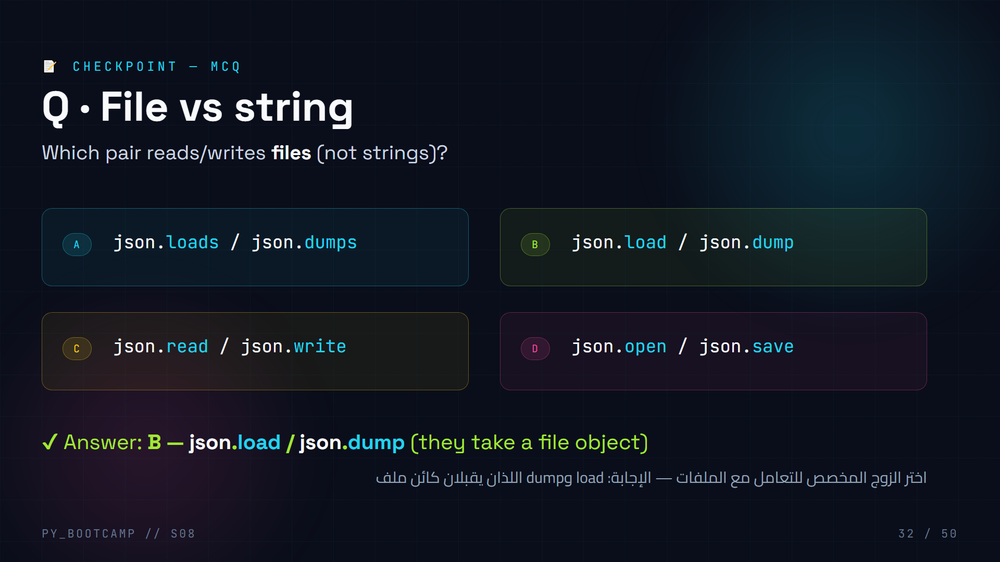 📝 CHECKPOINT — MCQ
Q · File vs string
Which pair reads/writes files (not strings)?
A json.loads / json.dumps
B json.load / json.dump
C json.read / json.write
D json.open / json.save
✓ Answer: B — json.load / json.dump (they take a file object)
اختر الزوج المخصص للتعامل مع الملفات — الإجابة: load وdump اللذان يقبلان كائن ملف
PY_BOOTCAMP // S08
32 / 50